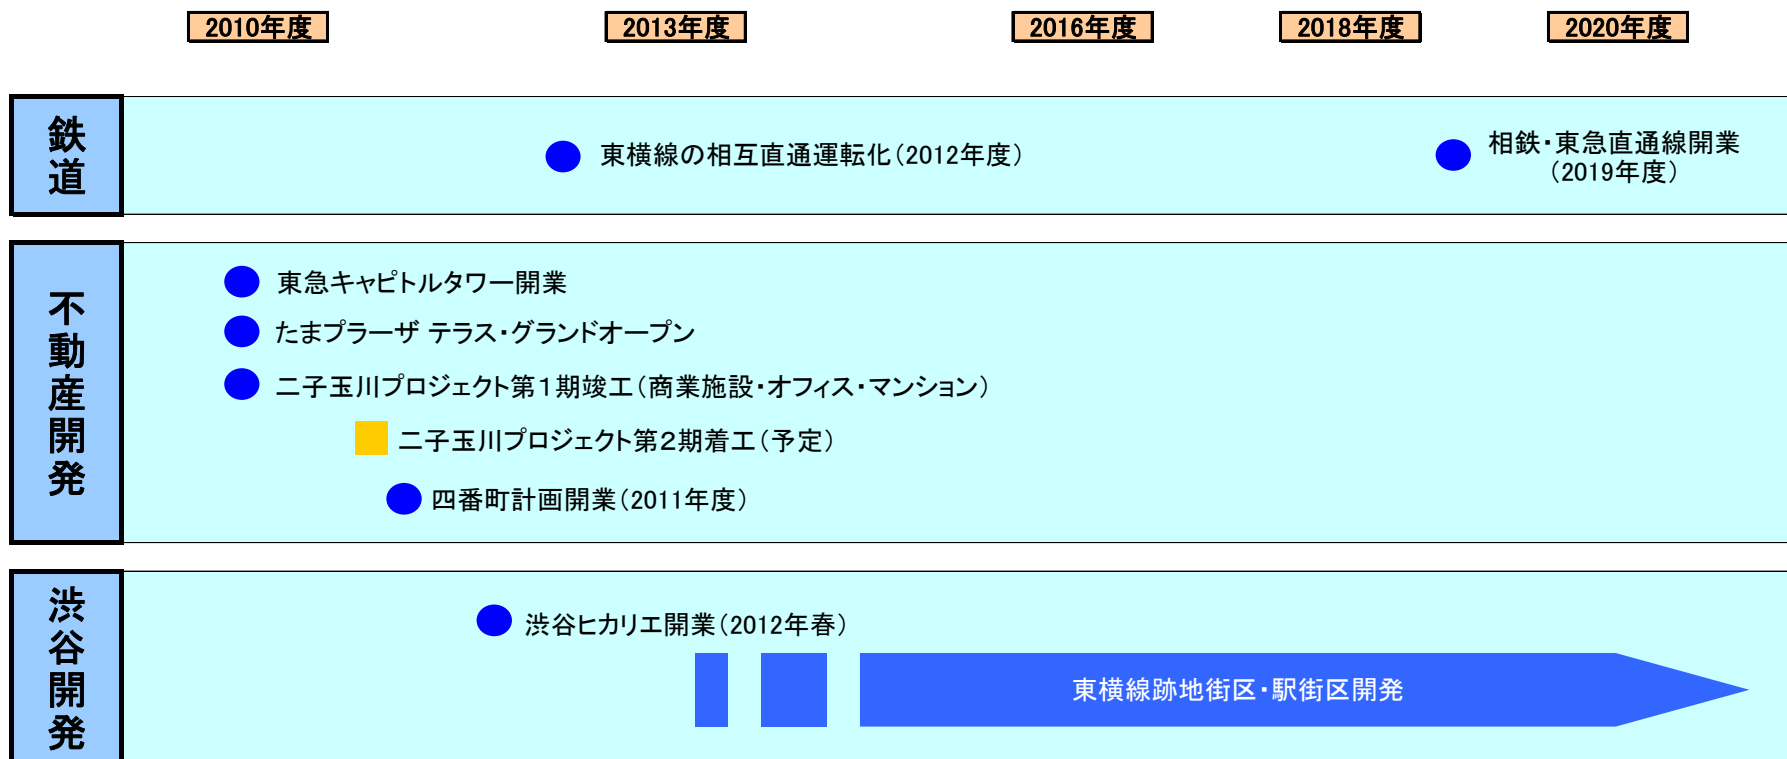 2010年度 2013年度 2016年度 2018年度 2020年度
鉄道
東横線の相互直通運転化（2012年度）
相鉄・東急直通線開業
（2019年度）
不動産開発
東急キャピトルタワー開業
たまプラーザ テラス・グランドオープン
二子玉川プロジェクト第１期竣工（商業施設・オフィス・マンション）
二子玉川プロジェクト第２期着工（予定）
四番町計画開業（2011年度）
渋谷開発
渋谷ヒカリエ開業（2012年春）
東横線跡地街区・駅街区開発